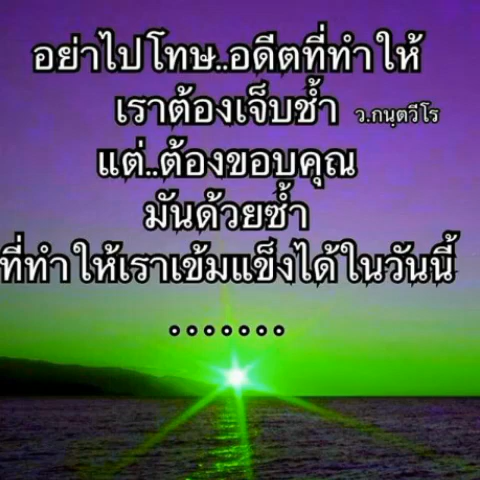 อย่าไปโทษ..อดีตที่ทำให้
เราต้องเจ็บช้ำ ว.กนฺตวีโร
แต่..ต้องขอบคุณ
มันด้วยซ้ำ
ที่ทำให้เราเข้มแข็งได้ในวันนี้
∘∘∘∘∘∘∘